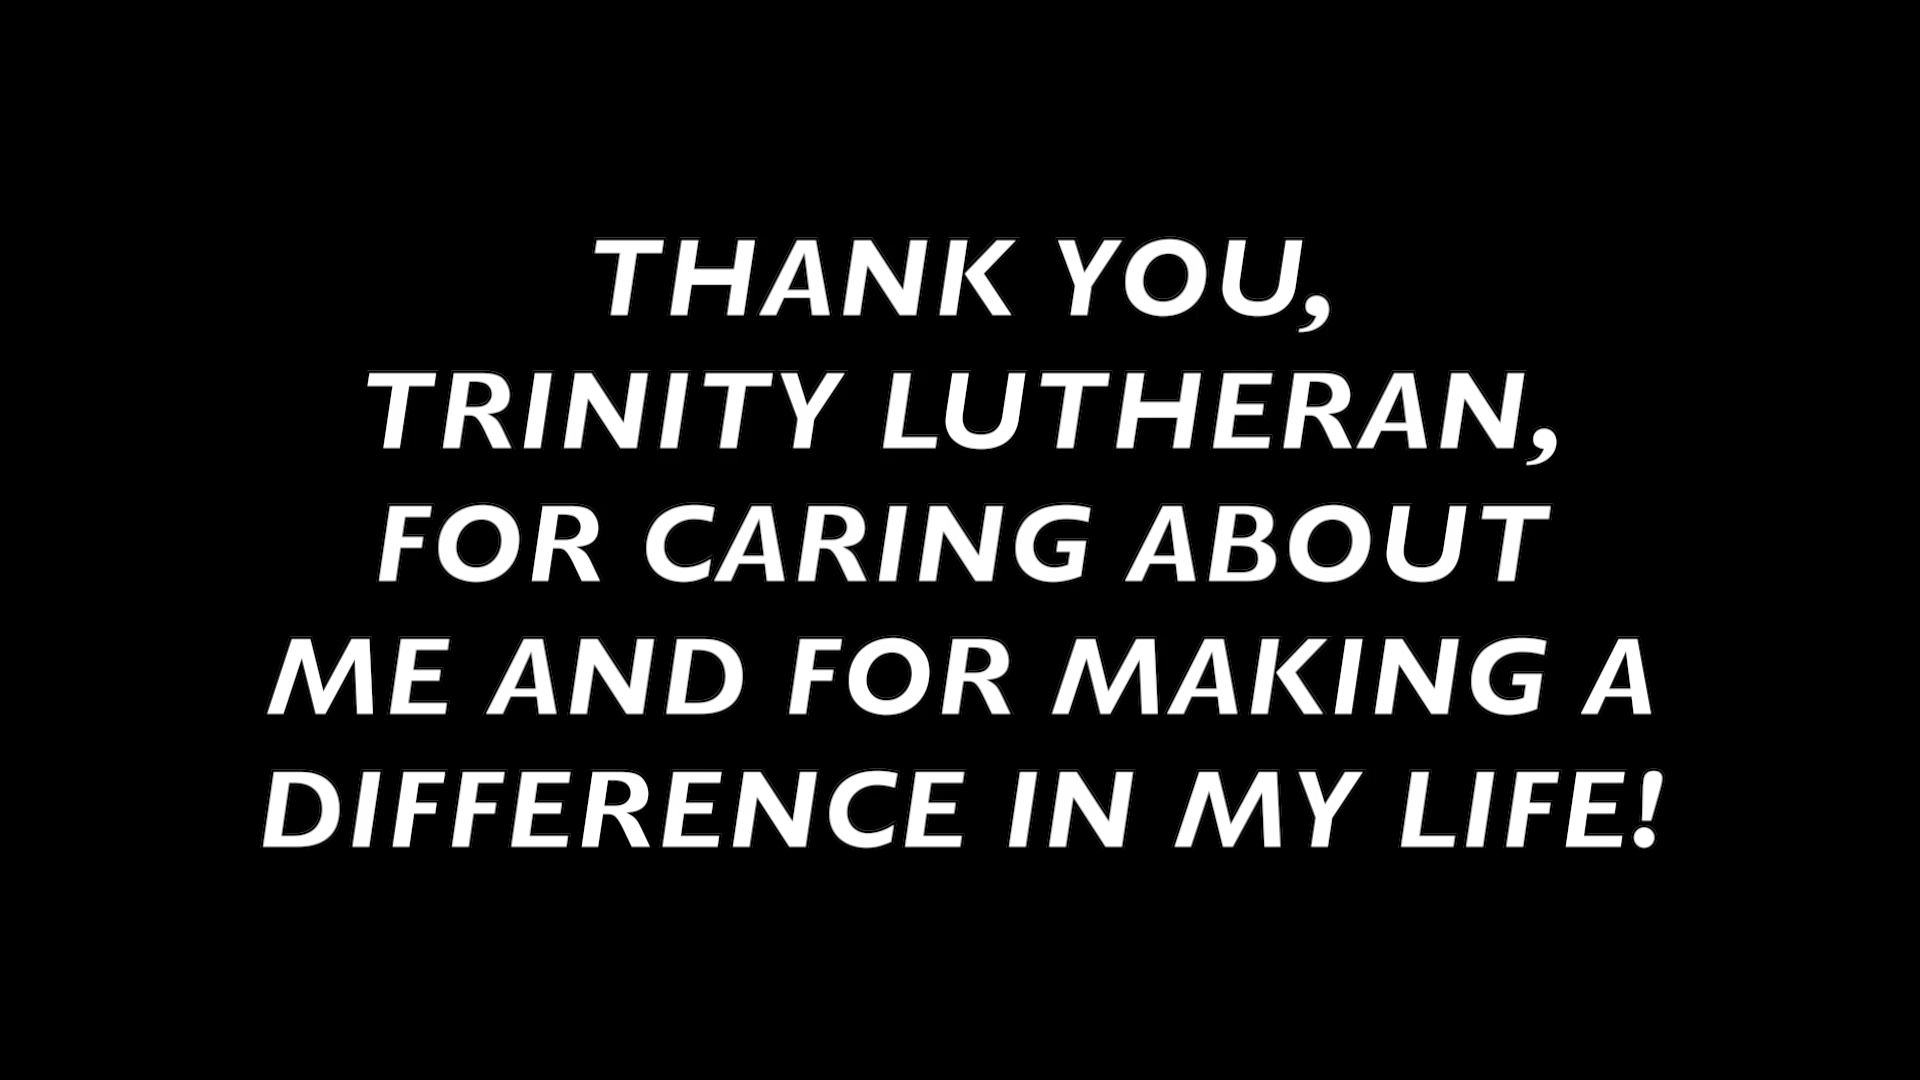 THANK YOU,
TRINITY LUTHERAN,
FOR CARING ABOUT
ME AND FOR MAKING A
DIFFERENCE IN MY LIFE!